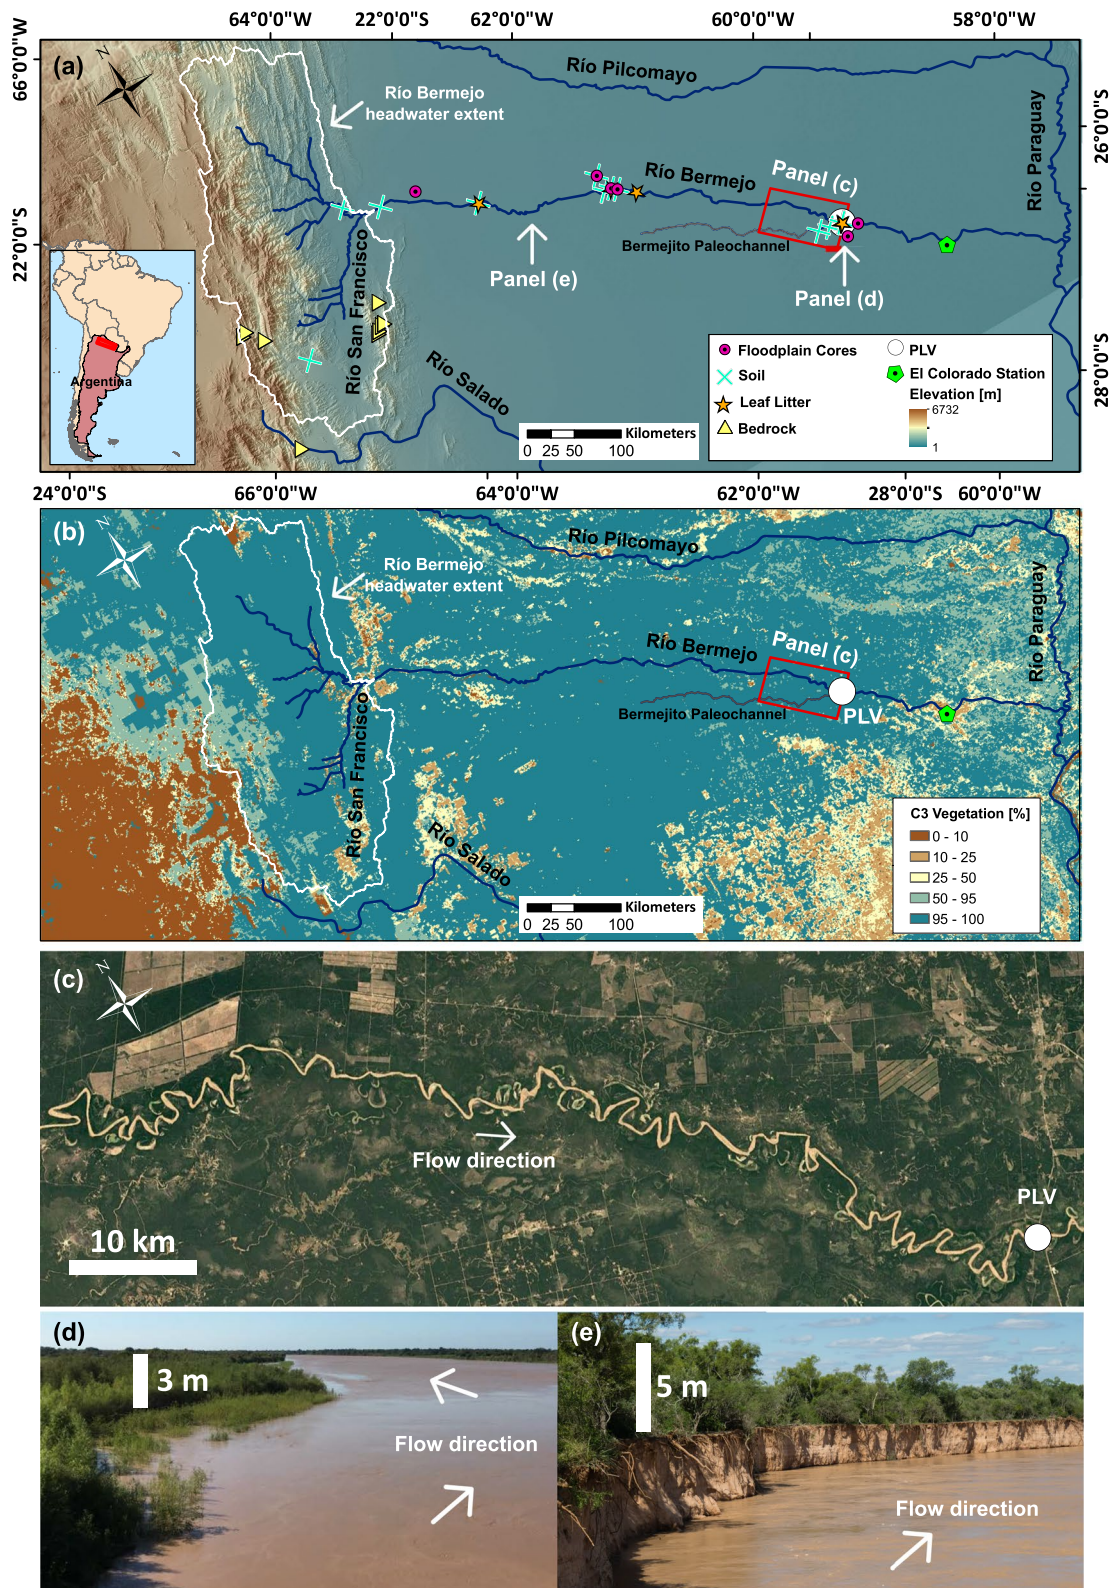 64°0'0"W 22°0'0"S 62°0'0"W 60°0'0"W 58°0'0"W
66°0'0"W
(a)
N
Río Pilcomayo
Río Bermejo
headwater extent
Río Paraguay
26°0'0"S
Río Bermejo
Panel (c)
22°0'0"S
Bermejito Paleochannel
Panel (e)
Panel (d)
Río San Francisco
Río Salado
Argentina
Floodplain Cores
Soil
Leaf Litter
Bedrock
PLV
El Colorado Station
Elevation [m]
6732
1
28°0'0"S
Kilometers
0 25 50 100
24°0'0"S 66°0'0"W 64°0'0"W 62°0'0"W 28°0'0"S 60°0'0"W
(b)
N
Río Pilcomayo
Río Bermejo
headwater extent
Río Paraguay
Río Bermejo
Panel (c)
Bermejito Paleochannel
PLV
Río San Francisco
Río Salado
C3 Vegetation [%]
0 - 10
10 - 25
25 - 50
50 - 95
95 - 100
Kilometers
0 25 50 100
(c)
N
Flow direction
PLV
10 km
(d)
3 m
Flow direction
(e)
5 m
Flow direction